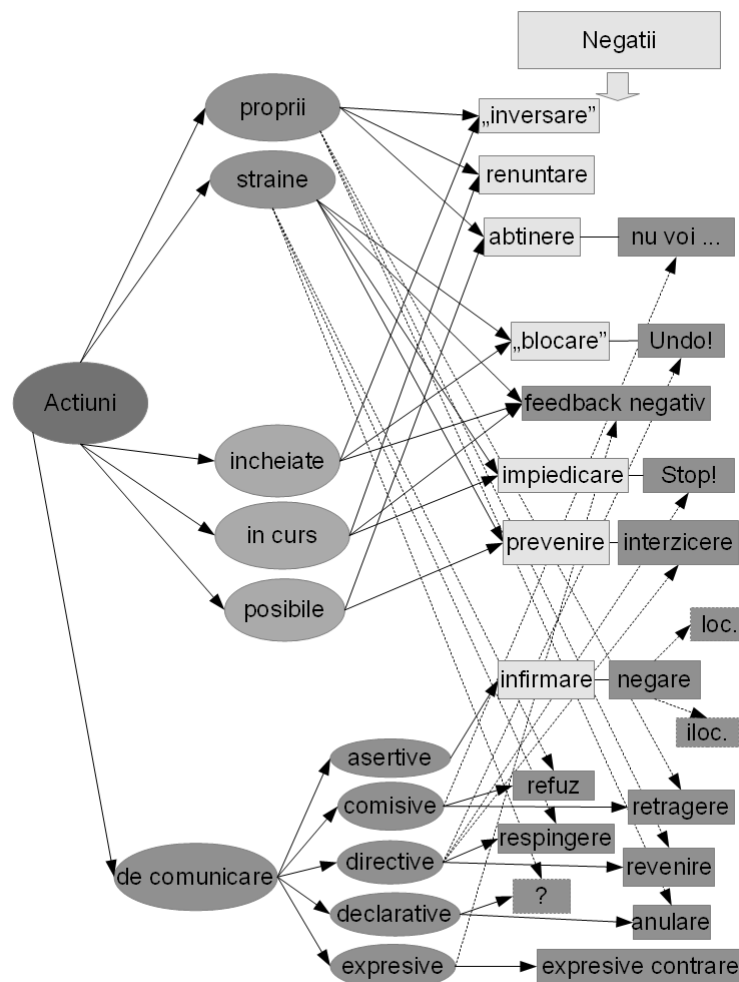 Negatii
proprii
„inversare”
straine
renuntare
abtinere
nu voi ...
„blocare”
Undo!
Actiuni
feedback negativ
incheiate
impiedicare
Stop!
in curs
prevenire
interzicere
posibile
loc.
infirmare
negare
iloc.
asertive
refuz
comisive
retragere
respingere
directive
revenire
de comunicare
?
declarative
anulare
expresive
expresive contrare